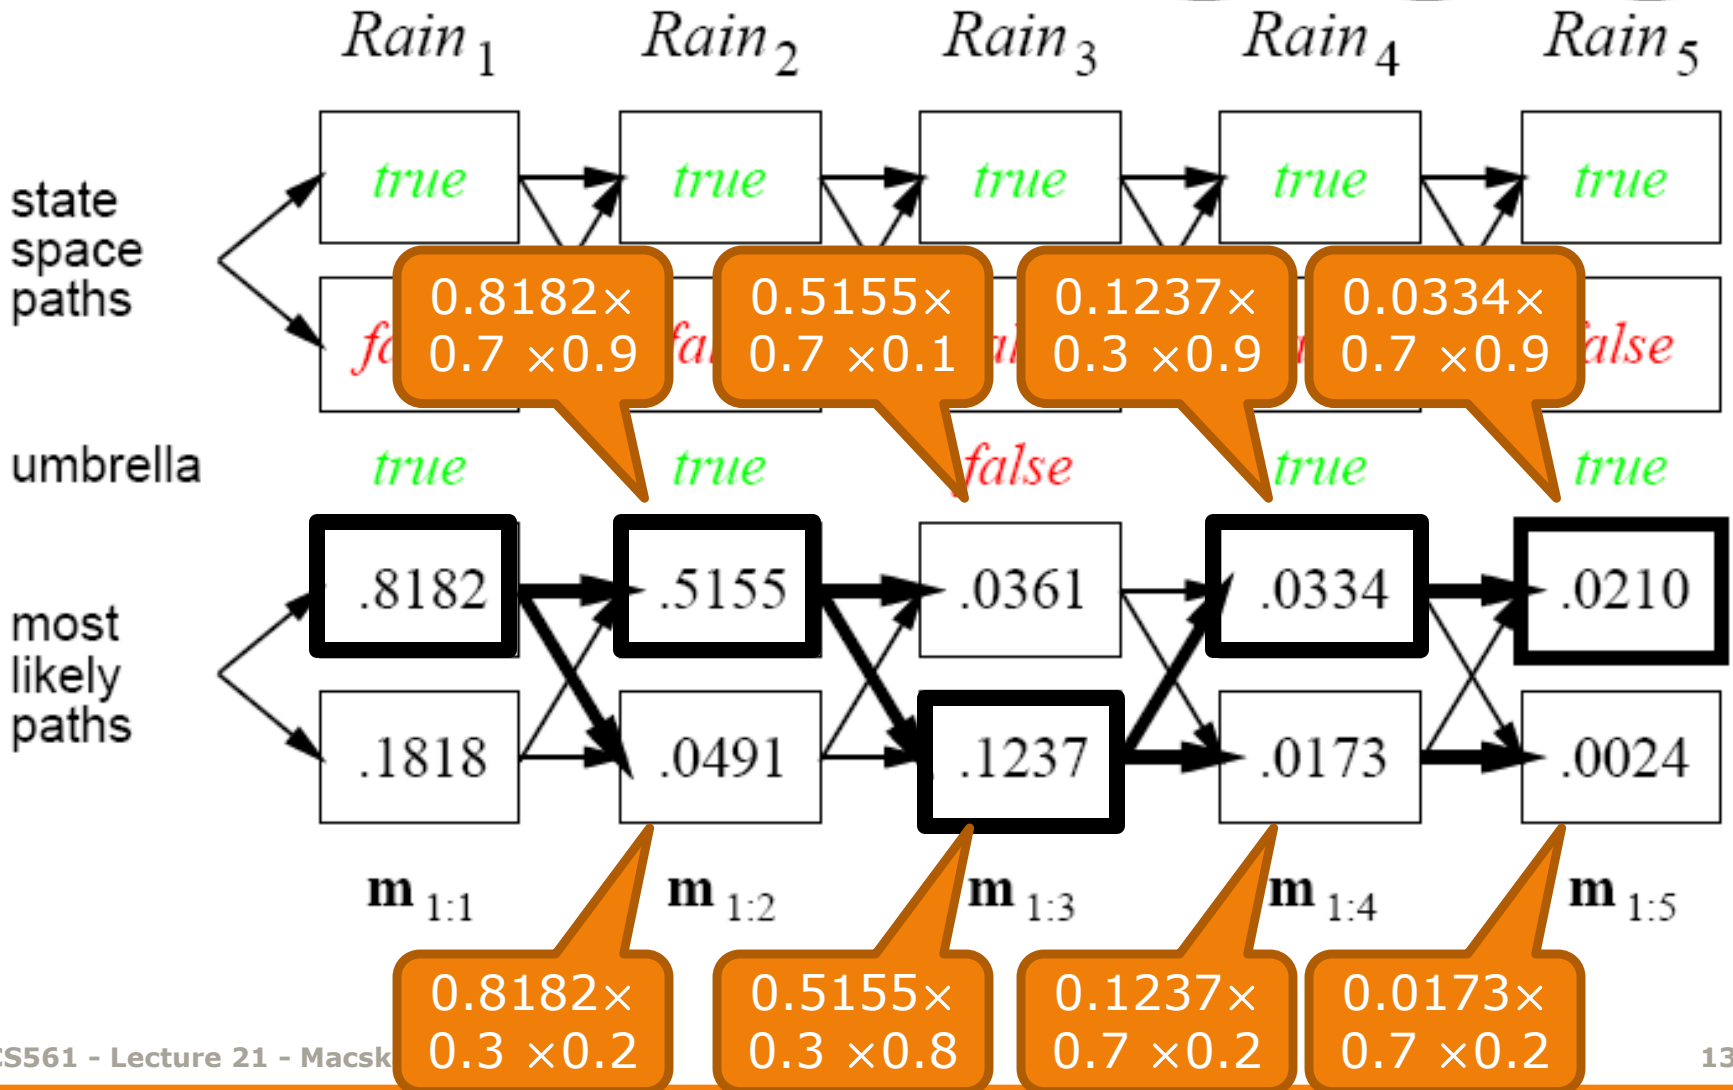 Rain 1 Rain 2 Rain 3 Rain 4 Rain 5
true true true true true
state
space
paths
0.8182×
0.7 ×0.9
0.5155×
0.7 ×0.1
0.1237×
0.3 ×0.9
0.0334×
0.7 ×0.9
umbrella true true false true true
most
likely
paths
.8182 .5155 .0361 .0334 .0210
.1818 .0491 .1237 .0173 .0024
m 1:1 m 1:2 m 1:3 m 1:4 m 1:5
0.8182×
0.3 ×0.2
0.5155×
0.3 ×0.8
0.1237×
0.7 ×0.2
0.0173×
0.7 ×0.2
CS561 - Lecture 21 - Macsk
13